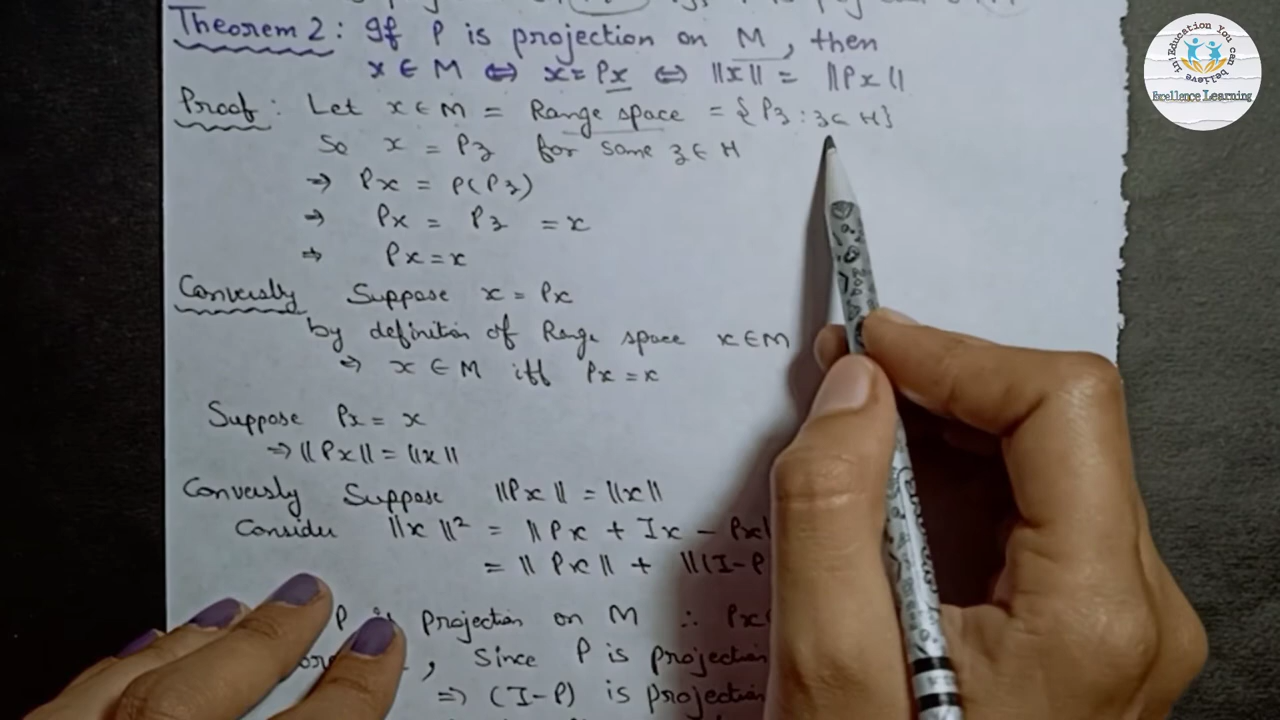 Theorem 2: If P is projection on M, then
x ∈ M ⇔ x = Px ⇔ ||x|| = ||Px||
Proof: Let x ∈ M = Range space = {Pz : z ∈ H}
So x = Pz for some z ∈ H
⇒ Px = P(Pz)
⇒ Px = Pz = x
⇒ Px = x
Conversly Suppose x = Px
by definition of Range space x ∈ M
⇒ x ∈ M iff Px = x
Suppose Px = x
⇒ ||Px|| = ||x||
Conversly Suppose ||Px|| = ||x||
Consider ||x||² = ||Px + Ix - Px|
= ||Px|| + ||(I-P
P is projection on M ∴ Px
, Since P is projection
⇒ (I-P) is projection
Education You can believe in!
Excellence Learning